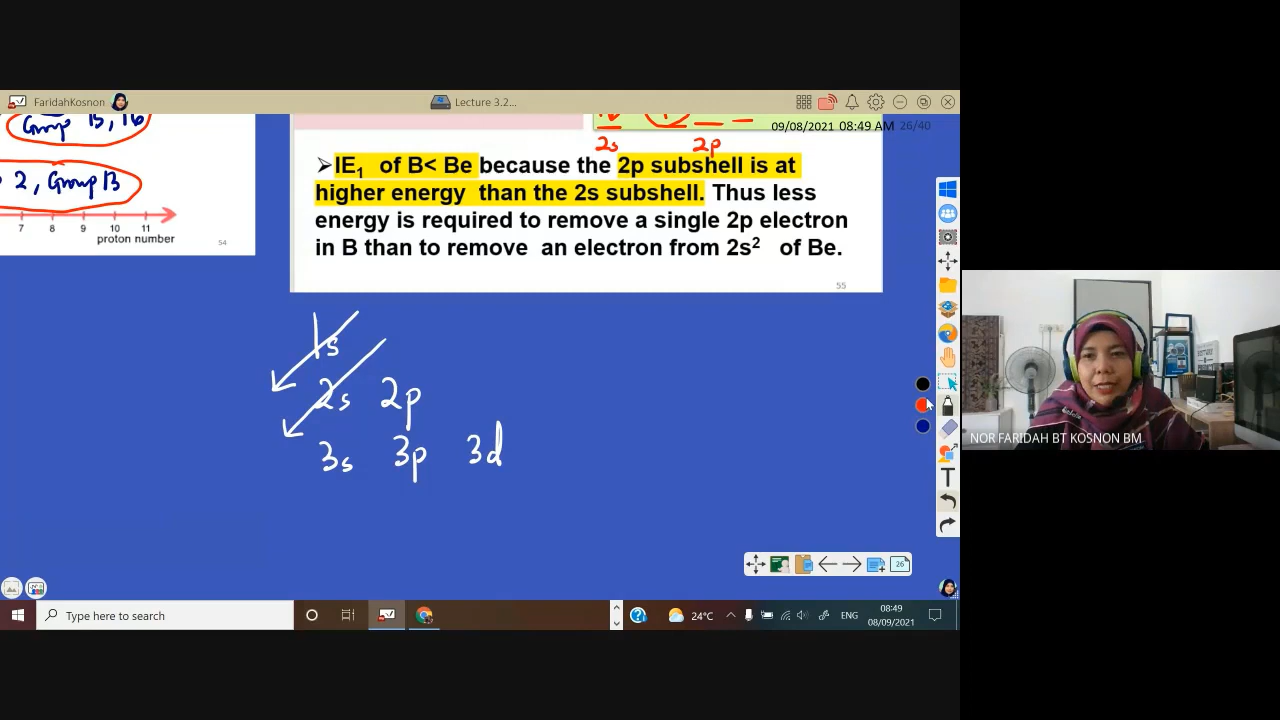 FaridahKosnon
Lecture 3.2...
Group 15, 16
2, Group 13
7 8 9 10 11
proton number
54
2s 2p
09/08/2021 08:49 AM 26/40
➢IE1 of B< Be because the 2p subshell is at
higher energy than the 2s subshell. Thus less
energy is required to remove a single 2p electron
in B than to remove an electron from 2s² of Be.
55
1s
2s 2p
3s 3p 3d
NOR FARIDAH BT KOSNON BM
T
26
Type here to search
24°C
ENG
08:49
08/09/2021